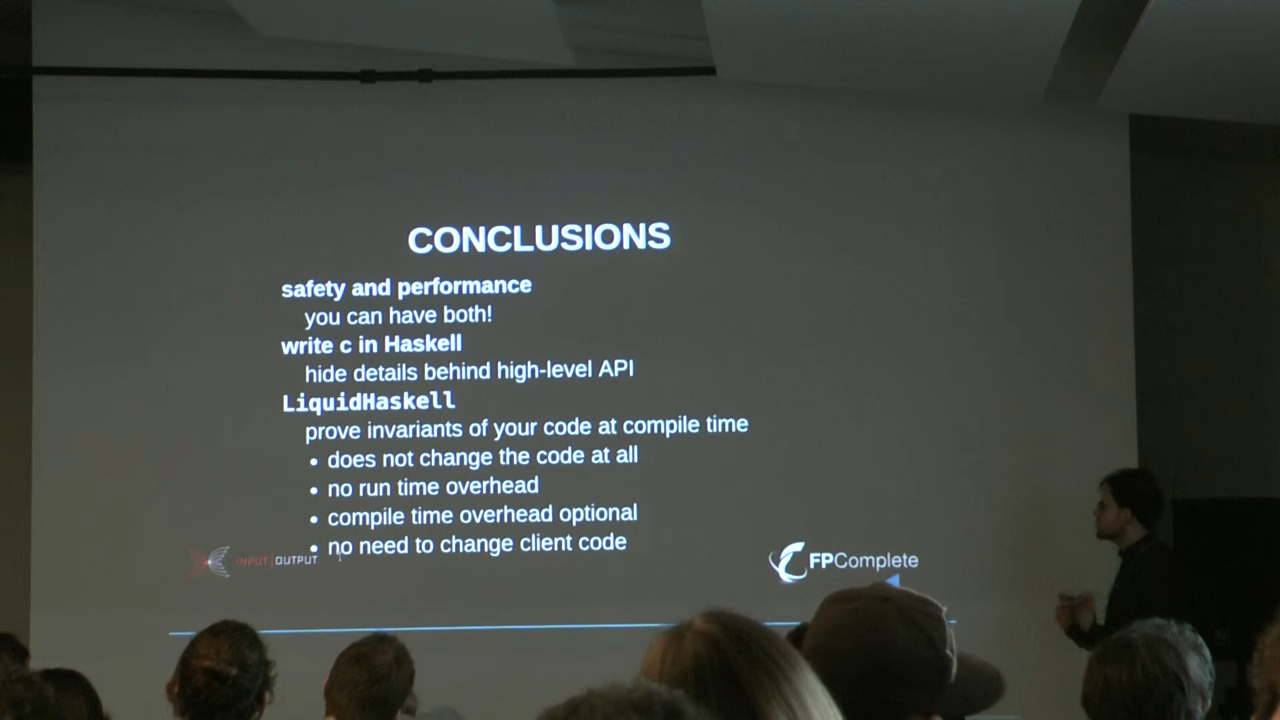 CONCLUSIONS
safety and performance
you can have both!
write c in Haskell
hide details behind high-level API
LiquidHaskell
prove invariants of your code at compile time
• does not change the code at all
• no run time overhead
• compile time overhead optional
• no need to change client code
INPUT|OUTPUT
FPComplete